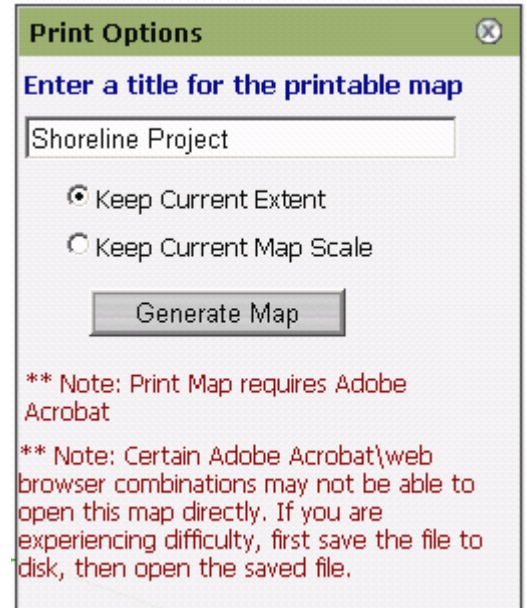 Print Options
Enter a title for the printable map
Shoreline Project
Keep Current Extent
Keep Current Map Scale
Generate Map
** Note: Print Map requires Adobe
Acrobat
** Note: Certain Adobe Acrobat\web
browser combinations may not be able to
open this map directly. If you are
experiencing difficulty, first save the file to
disk, then open the saved file.